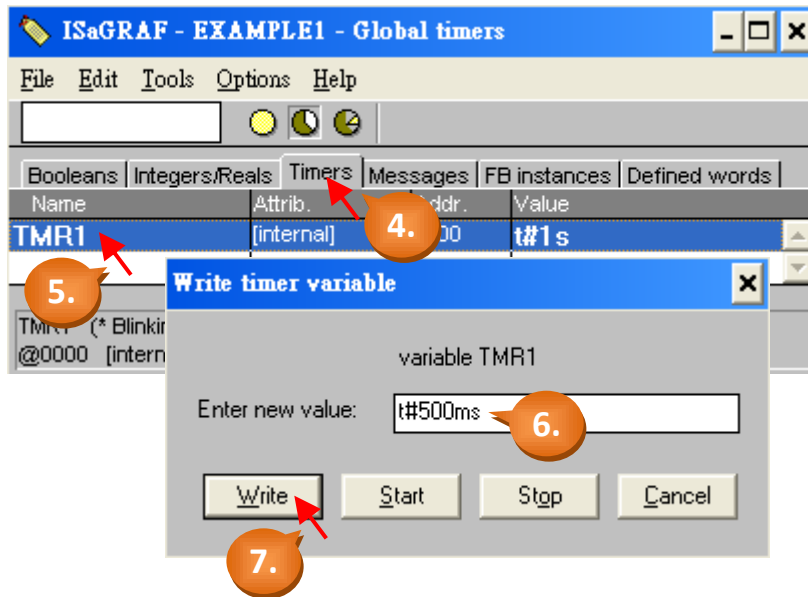 ISaGRAF - EXAMPLE1 - Global timers
File Edit Tools Options Help
Booleans Integers/Reals Timers Messages FB instances Defined words
Name Attrib. Value
4.
TMR1 [internal] t#1s
5.
Write timer variable
TMR1 (*
@0000
variable TMR1
Enter new value: t#500ms
6.
Write Start Stop Cancel
7.